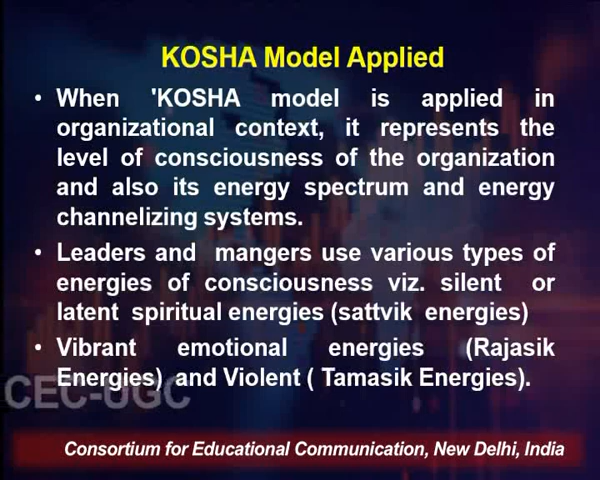 KOSHA Model Applied
• When 'KOSHA model is applied in
organizational context, it represents the
level of consciousness of the organization
and also its energy spectrum and energy
channelizing systems.
• Leaders and mangers use various types of
energies of consciousness viz. silent or
latent spiritual energies (sattvik energies)
• Vibrant emotional energies (Rajasik
Energies) and Violent ( Tamasik Energies).
CEC-UGC
Consortium for Educational Communication, New Delhi, India